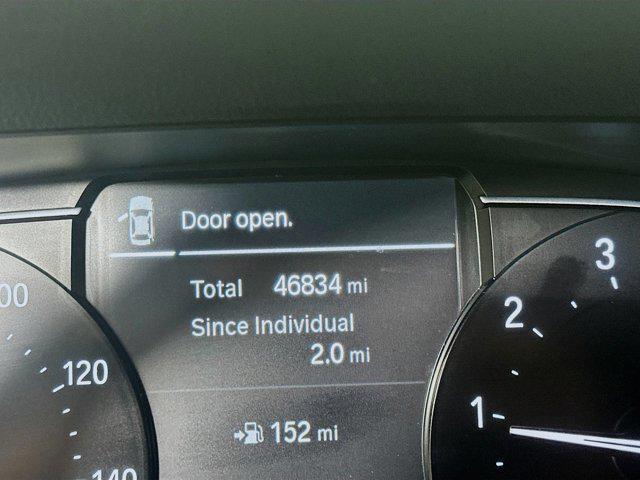 Door open.
Total 46834 mi
Since Individual
2.0 mi
152 mi
120
140
1
2
3